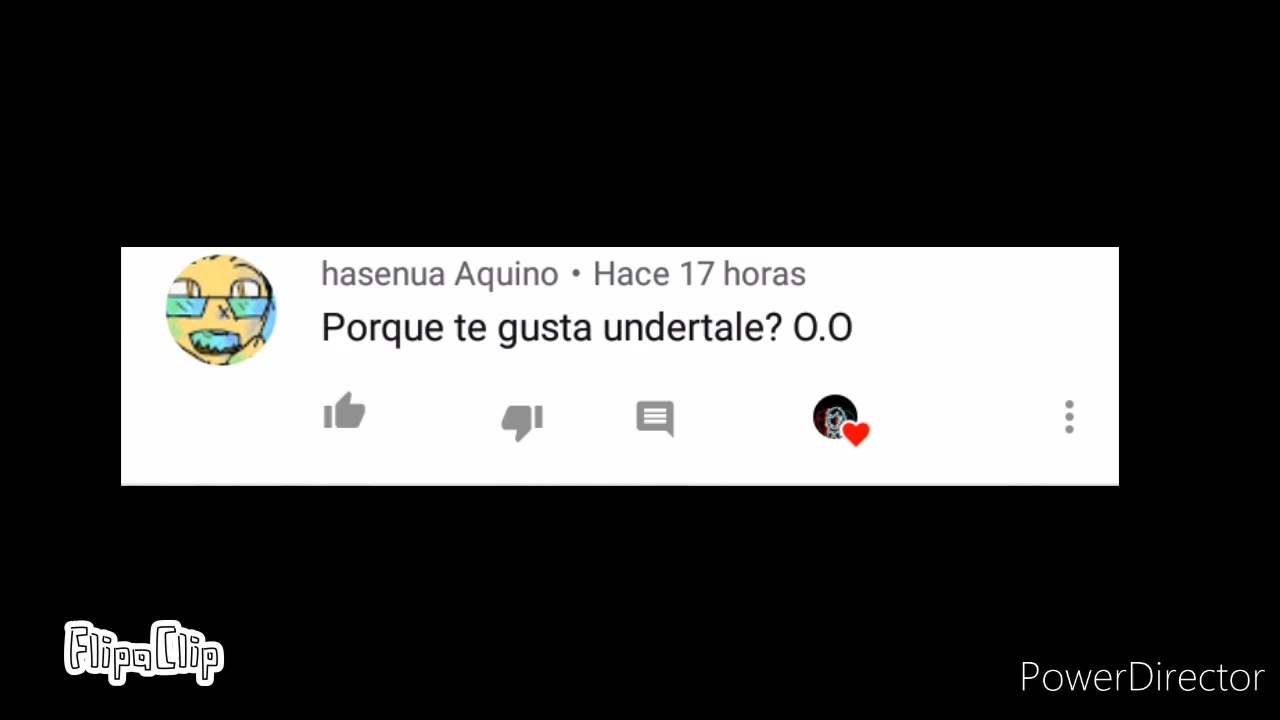 hasenua Aquino • Hace 17 horas
Porque te gusta undertale? O.O
FlipaClip
PowerDirector